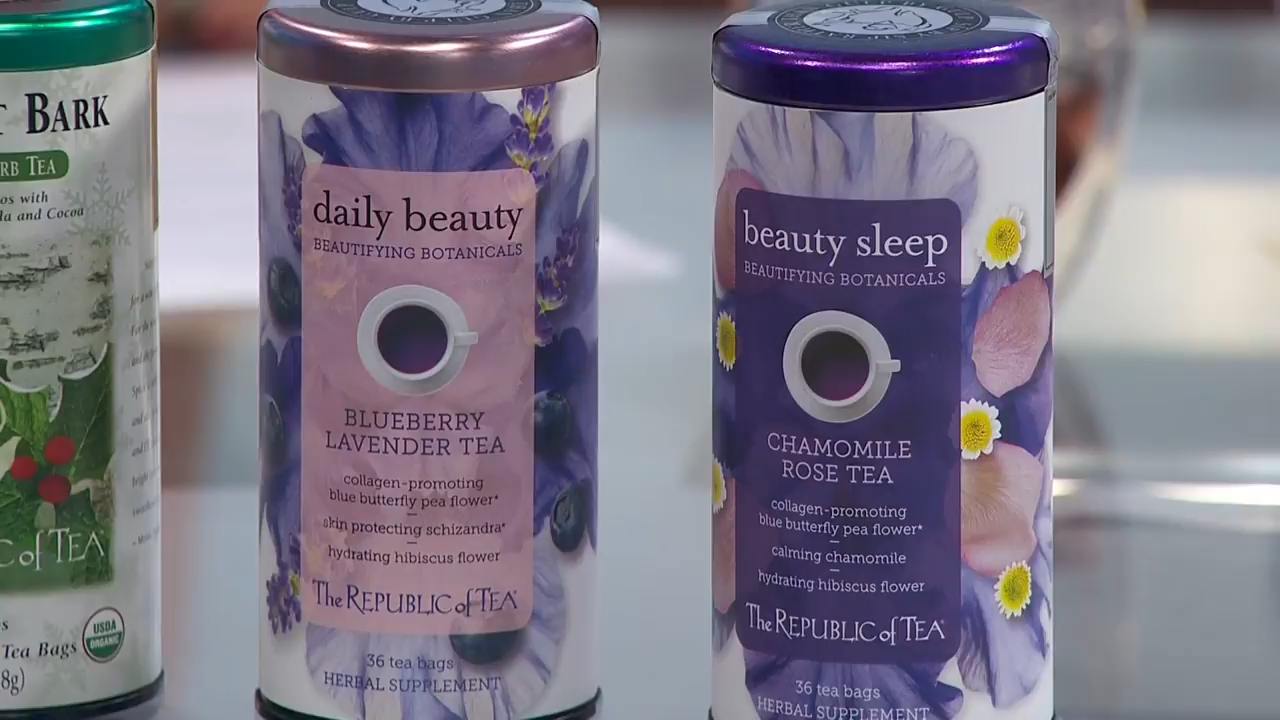 BARK
RB TEA
os with
la and Cocoa
of TEA
Tea Bags
USDA
ORGANIC
8g)
daily beauty
BEAUTIFYING BOTANICALS
BLUEBERRY
LAVENDER TEA
collagen-promoting
blue butterfly pea flower*
skin protecting schizandra*
hydrating hibiscus flower
The REPUBLIC of TEA
36 tea bags
HERBAL SUPPLEMENT
beauty sleep
BEAUTIFYING BOTANICALS
CHAMOMILE
ROSE TEA
collagen-promoting
blue butterfly pea flower*
calming chamomile
hydrating hibiscus flower
The REPUBLIC of TEA
36 tea bags
HERBAL SUPPLEMENT